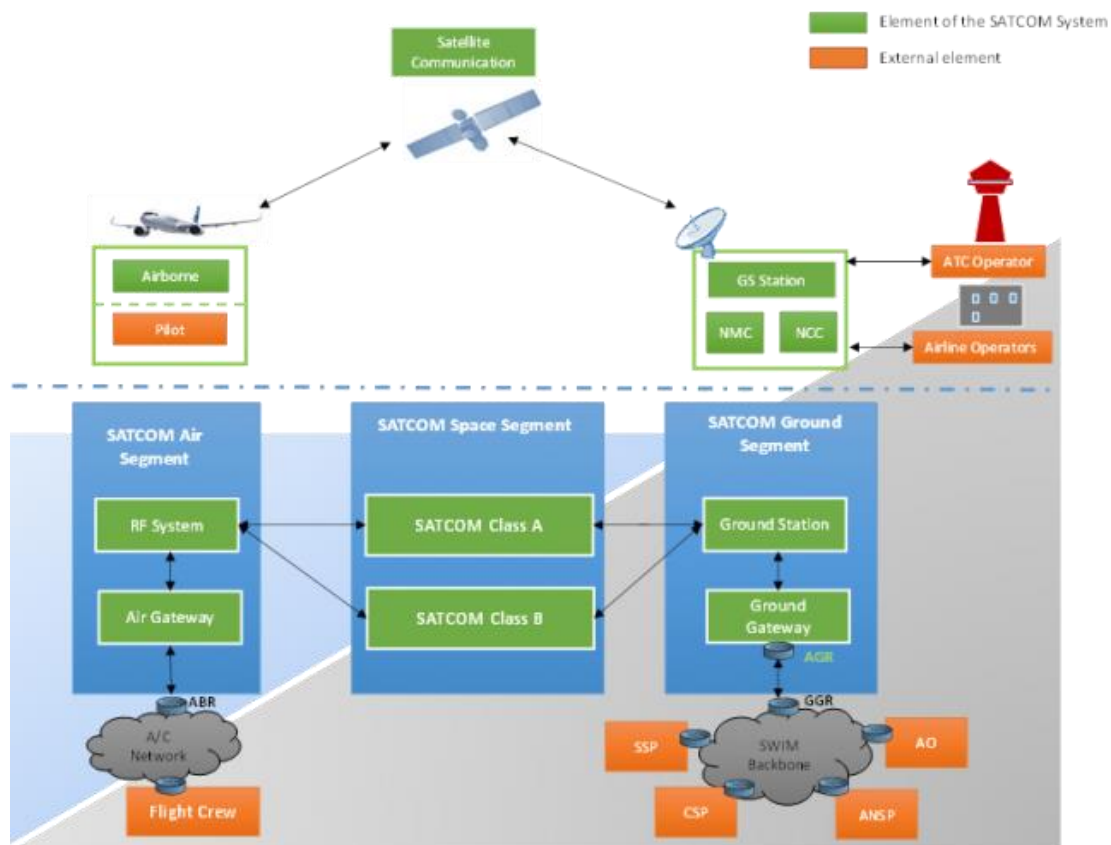 Element of the SATCOM System
External element
Satellite
Communication
Airborne
Pilot
GS Station
NMC
NCC
ATC Operator
Airline Operators
SATCOM Air
Segment
SATCOM Space Segment
SATCOM Ground
Segment
RF System
SATCOM Class A
Ground Station
Air Gateway
SATCOM Class B
Ground
Gateway
AGR
ABR
GGR
A/C
Network
SSP
SWIM
Backbone
AO
Flight Crew
CSP
ANSP